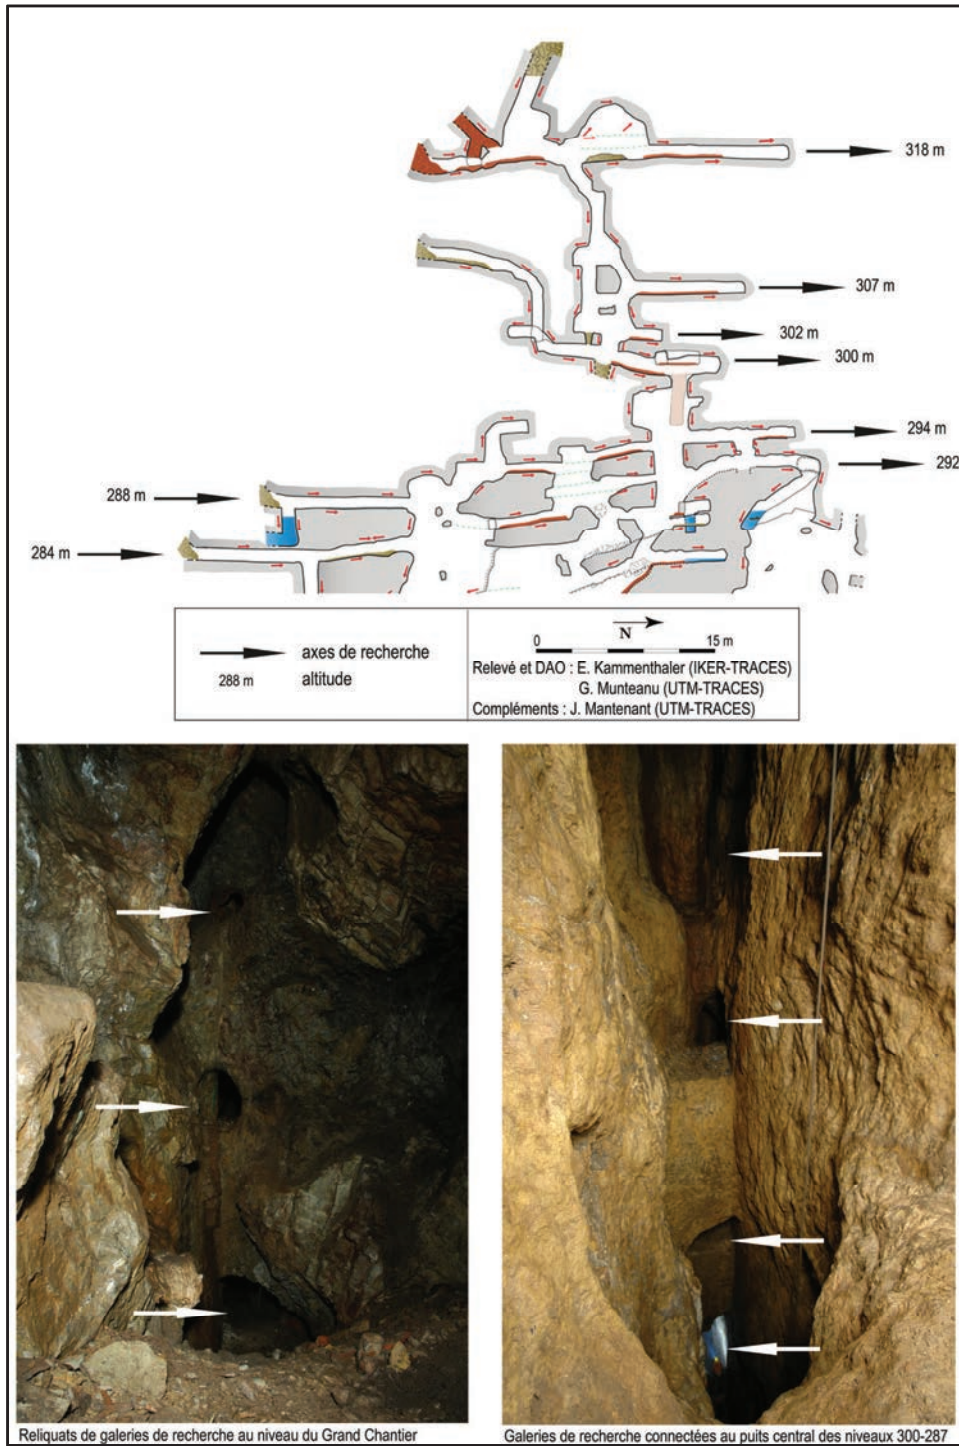 318 m
307 m
302 m
300 m
294 m
292
288 m
284 m
axes de recherche
288 m
altitude
N
0
15 m
Relevé et DAO : E. Kammenthaler (IKER-TRACES)
G. Munteanu (UTM-TRACES)
Compléments : J. Mantenant (UTM-TRACES)
Reliquats de galeries de recherche au niveau du Grand Chantier
Galeries de recherche connectées au puits central des niveaux 300-287